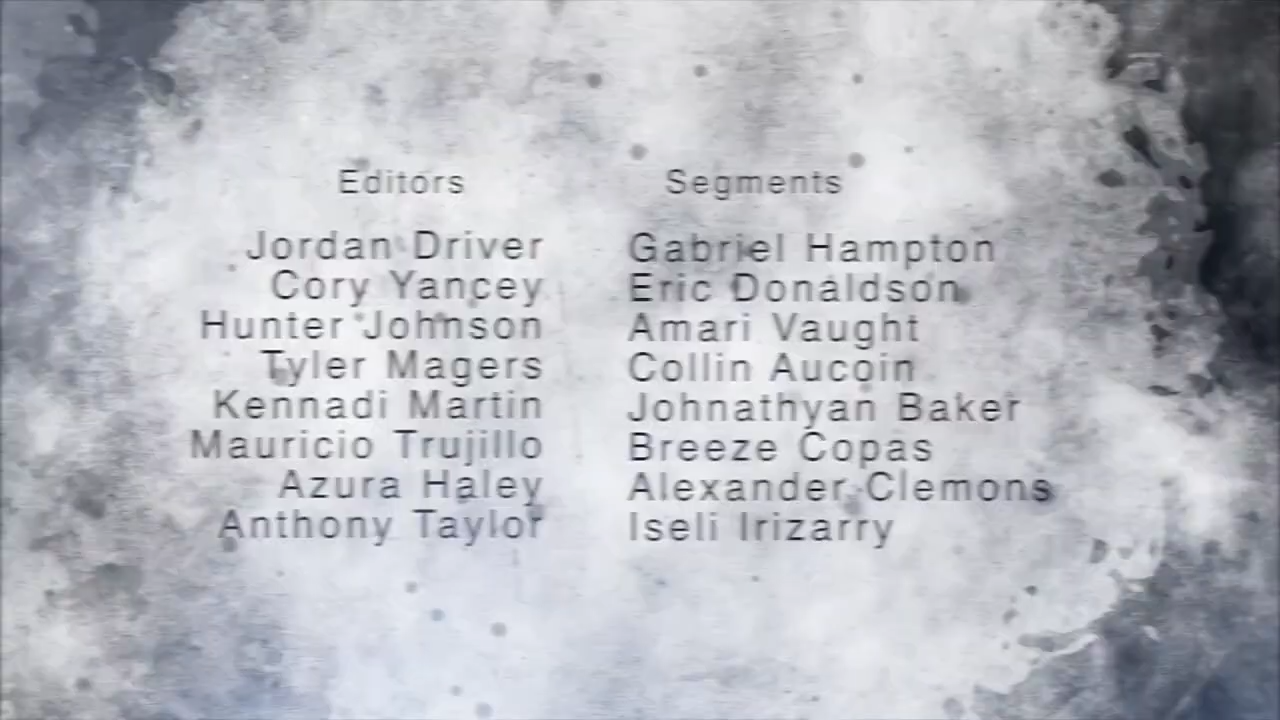 Editors
Jordan Driver
Cory Yancey
Hunter Johnson
Tyler Magers
Kennadi Martin
Mauricio Trujillo
Azura Haley
Anthony Taylor
Segments
Gabriel Hampton
Eric Donaldson
Amari Vaught
Collin Aucoin
Johnathyan Baker
Breeze Copas
Alexander Clemons
Iseli Irizarry